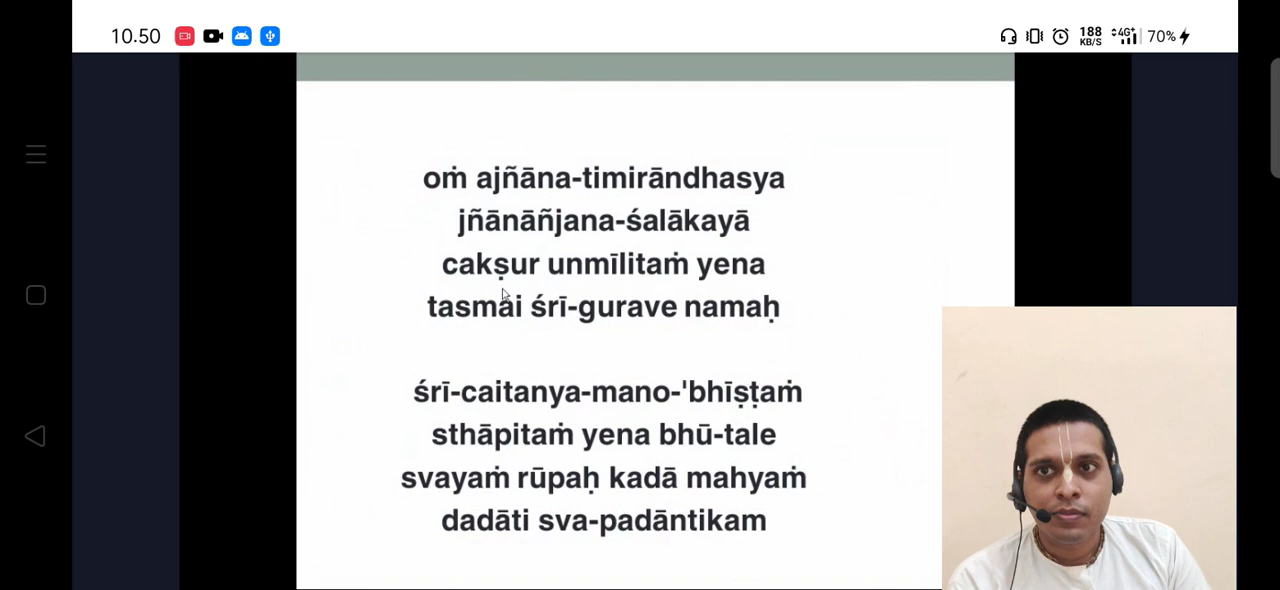 10.50
188
KB/S
4G+
70%
oṁ ajñāna-timirāndhasya
jñānāñjana-śalākayā
cakṣur unmīlitaṁ yena
tasmai śrī-gurave namaḥ
śrī-caitanya-mano-'bhīṣṭaṁ
sthāpitaṁ yena bhū-tale
svayaṁ rūpaḥ kadā mahyaṁ
dadāti sva-padāntikam